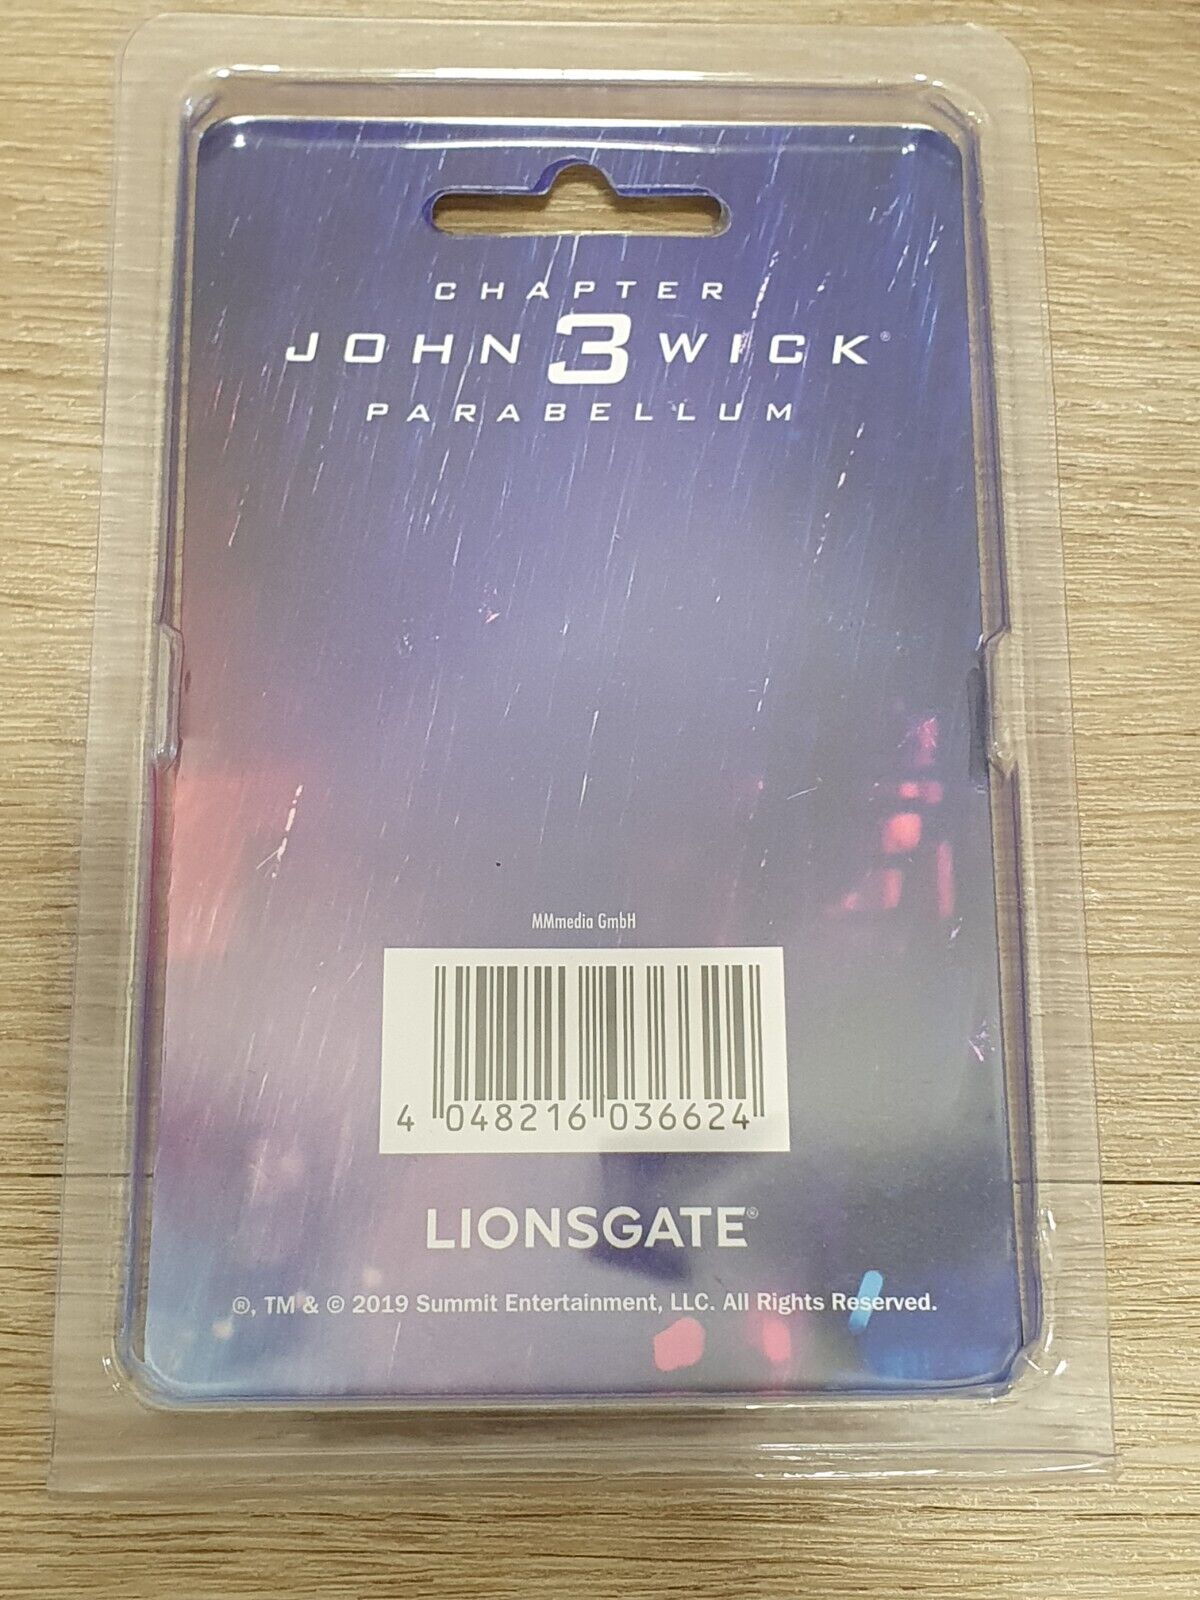 CHAPTER
JOHN 3 WICK®
PARABELLUM
MMmedia GmbH
4 048216 036624
LIONSGATE®
®, TM & © 2019 Summit Entertainment, LLC. All Rights Reserved.